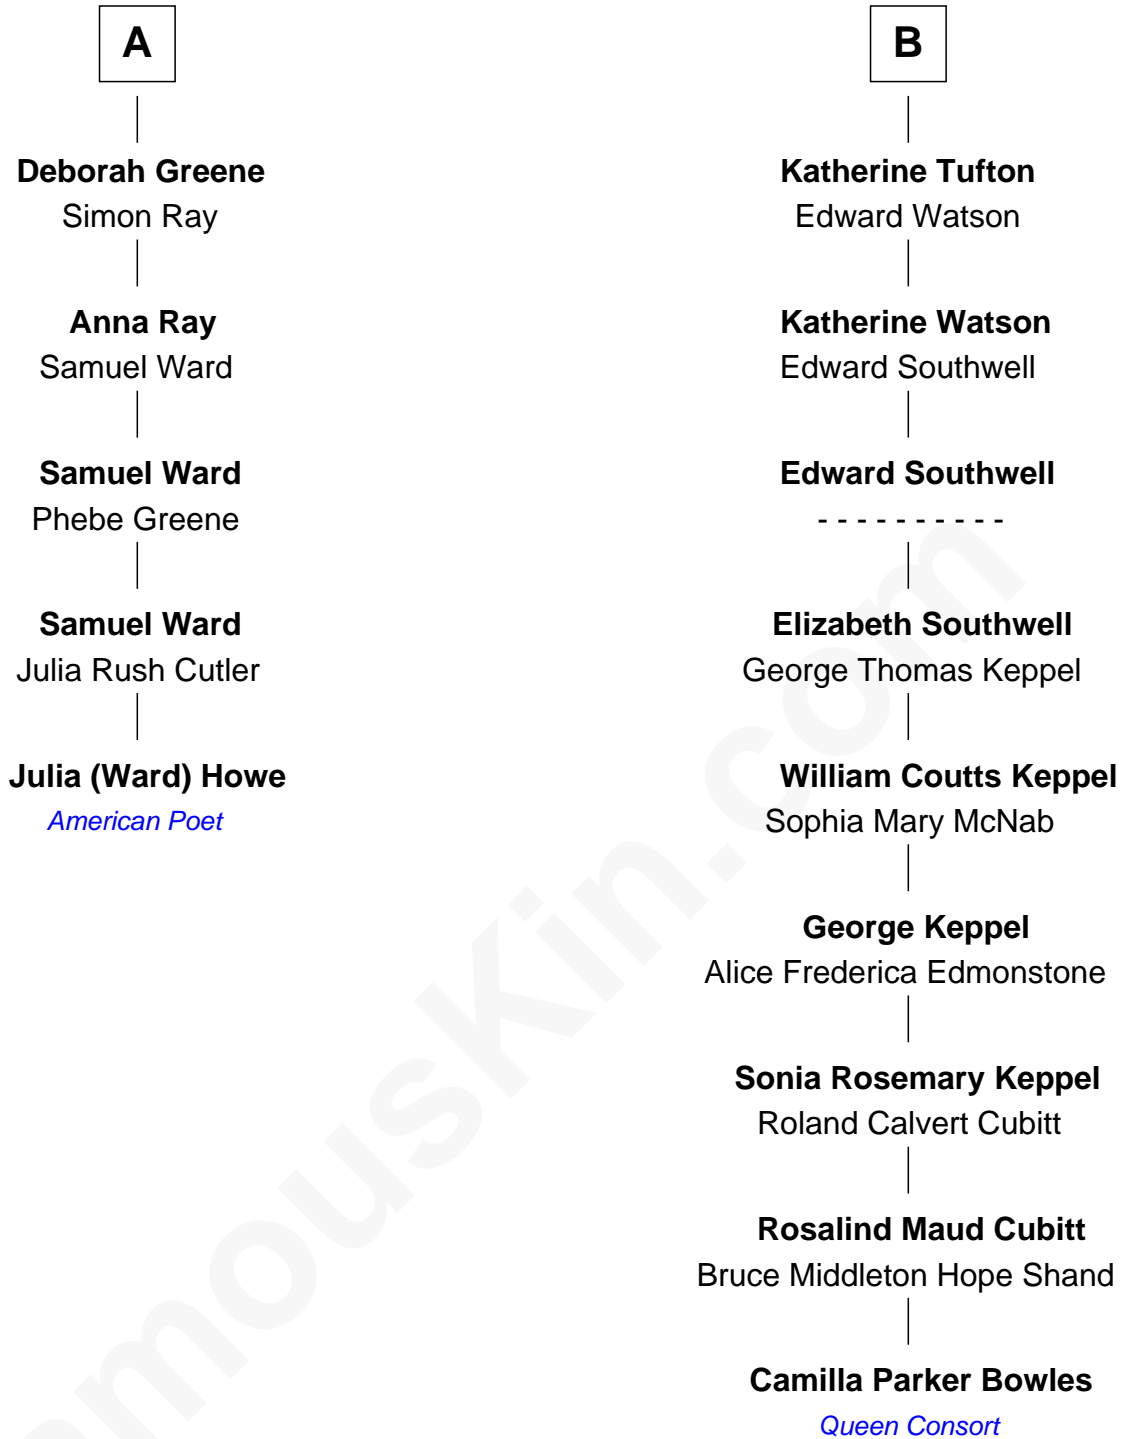 A
Deborah Greene
Simon Ray
Anna Ray
Samuel Ward
Samuel Ward
Phebe Greene
Samuel Ward
Julia Rush Cutler
Julia (Ward) Howe
American Poet
B
Katherine Tufton
Edward Watson
Katherine Watson
Edward Southwell
Edward Southwell
- - - - - - - - - -
Elizabeth Southwell
George Thomas Keppel
William Coutts Keppel
Sophia Mary McNab
George Keppel
Alice Frederica Edmonstone
Sonia Rosemary Keppel
Roland Calvert Cubitt
Rosalind Maud Cubitt
Bruce Middleton Hope Shand
Camilla Parker Bowles
Queen Consort
amousKin.com